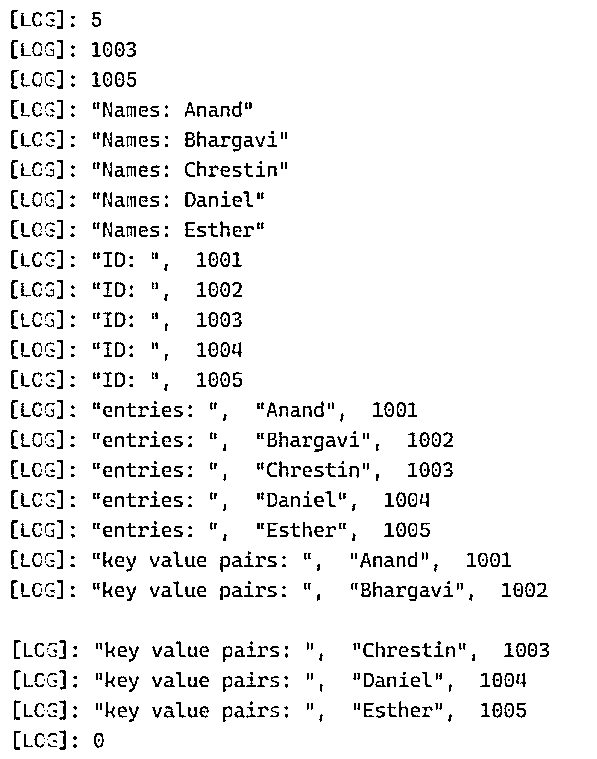 [LOG]: 5
[LOG]: 1003
[LOG]: 1005
[LOG]: "Names: Anand"
[LOG]: "Names: Bhargavi"
[LOG]: "Names: Chrestin"
[LOG]: "Names: Daniel"
[LOG]: "Names: Esther"
[LOG]: "ID: ",  1001
[LOG]: "ID: ",  1002
[LOG]: "ID: ",  1003
[LOG]: "ID: ",  1004
[LOG]: "ID: ",  1005
[LOG]: "entries: ",  "Anand",  1001
[LOG]: "entries: ",  "Bhargavi",  1002
[LOG]: "entries: ",  "Chrestin",  1003
[LOG]: "entries: ",  "Daniel",  1004
[LOG]: "entries: ",  "Esther",  1005
[LOG]: "key value pairs: ",  "Anand",  1001
[LOG]: "key value pairs: ",  "Bhargavi",  1002
[LOG]: "key value pairs: ",  "Chrestin",  1003
[LOG]: "key value pairs: ",  "Daniel",  1004
[LOG]: "key value pairs: ",  "Esther",  1005
[LOG]: 0